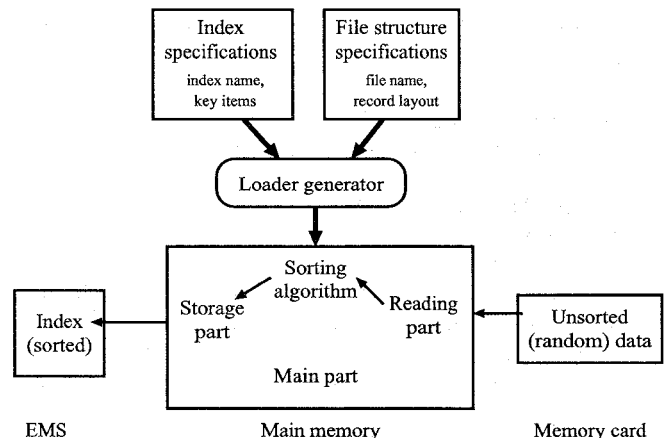 Index
specifications
index name,
key items
File structure
specifications
file name,
record layout
Loader generator
Sorting
algorithm
Storage
part
Reading
part
Main part
Index
(sorted)
Unsorted
(random) data
EMS
Main memory
Memory card